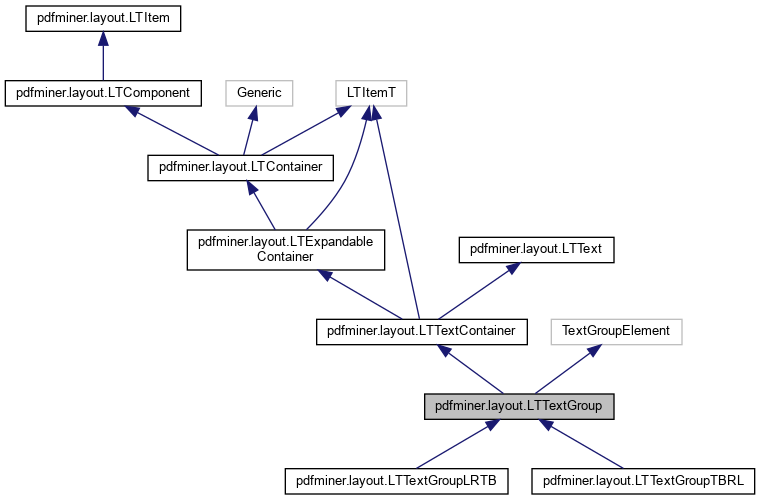 pdfminer.layout.LTItem
pdfminer.layout.LTComponent
Generic
LTItemT
pdfminer.layout.LTContainer
pdfminer.layout.LTExpandable
Container
pdfminer.layout.LTText
pdfminer.layout.LTTextContainer
TextGroupElement
pdfminer.layout.LTTextGroup
pdfminer.layout.LTTextGroupLRTB
pdfminer.layout.LTTextGroupTBRL